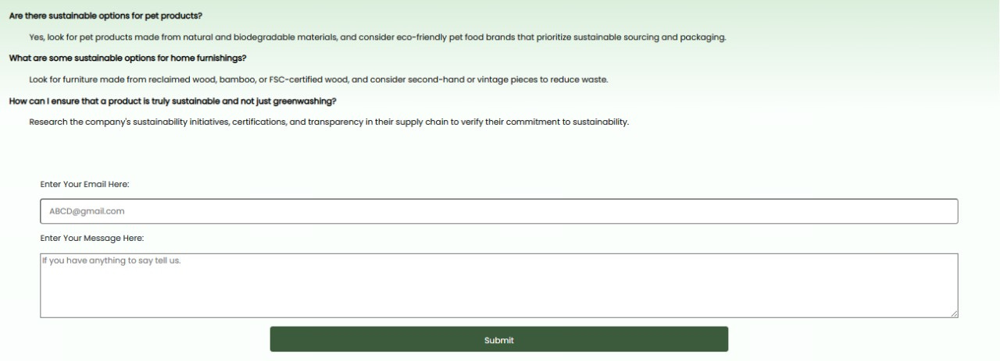 Are there sustainable options for pet products?
Yes, look for pet products made from natural and biodegradable materials, and consider eco-friendly pet food brands that prioritize sustainable sourcing and packaging.
What are some sustainable options for home furnishings?
Look for furniture made from reclaimed wood, bamboo, or FSC-certified wood, and consider second-hand or vintage pieces to reduce waste.
How can I ensure that a product is truly sustainable and not just greenwashing?
Research the company's sustainability initiatives, certifications, and transparency in their supply chain to verify their commitment to sustainability.
Enter Your Email Here:
ABCD@gmail.com
Enter Your Message Here:
If you have anything to say tell us.
Submit